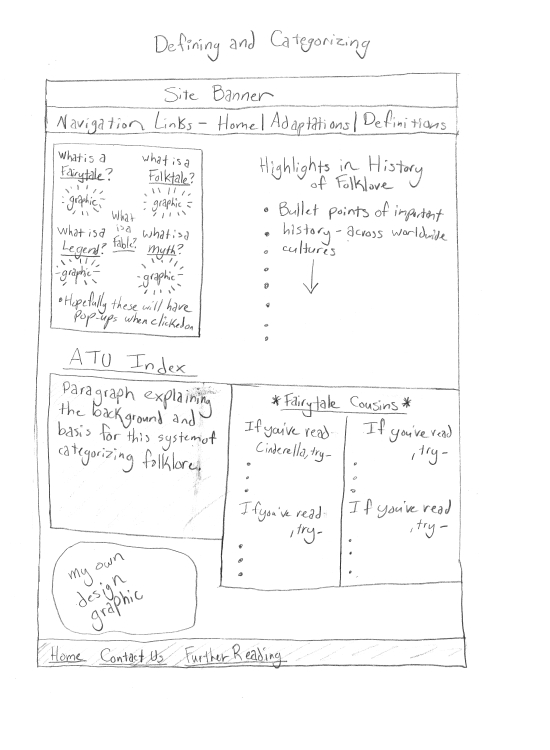 Defining and Categorizing
Site Banner
Navigation Links - Home | Adaptations | Definitions
What is a
Fairytale?
graphic
what is a
Folktale?
graphic
What
is a
Fable?
What is a
Legend?
graphic
what is a
myth?
graphic
• Hopefully these will have
pop-ups when clicked on
Highlights in History
of Folklore
• Bullet points of important
• history - across worldwide
• cultures
•
•
•
•
•
ATU Index
Paragraph explaining
the background and
basis for this system of
categorizing folklore.
*Fairytale Cousins*
If you've read
Cinderella, try-
•
•
•
If you've read
, try-
•
•
•
If you've read
, try-
•
•
•
If you've read
, try-
•
•
•
my own
design
graphic
Home Contact Us Further Reading